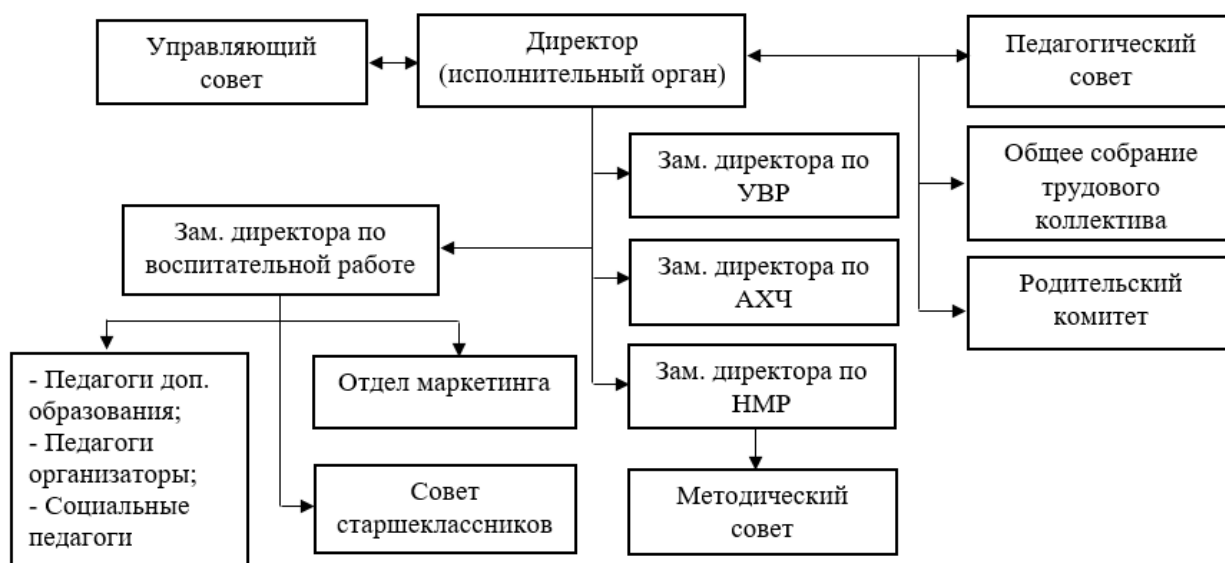 Управляющий
совет
Директор
(исполнительный орган)
Педагогический
совет
Зам. директора по
УВР
Общее собрание
трудового
коллектива
Зам. директора по
воспитательной работе
Зам. директора по
АХЧ
Родительский
комитет
- Педагоги доп.
образования;
- Педагоги
организаторы;
- Социальные
педагоги
Отдел маркетинга
Зам. директора по
НМР
Совет
старшеклассников
Методический
совет